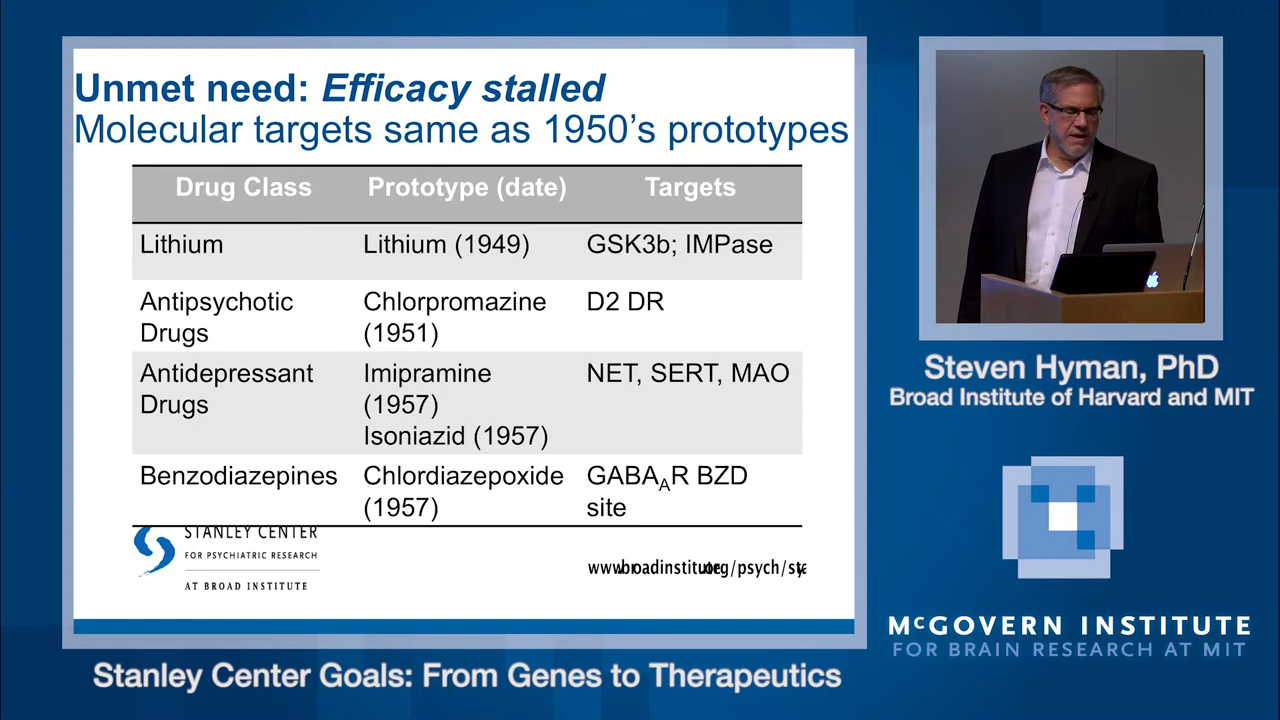 Unmet need: Efficacy stalled
Molecular targets same as 1950's prototypes
Drug Class Prototype (date) Targets
Lithium Lithium (1949) GSK3b; IMPase
Antipsychotic Chlorpromazine D2 DR
Drugs (1951)
Antidepressant Imipramine NET, SERT, MAO
Drugs (1957)
Isoniazid (1957)
Benzodiazepines Chlordiazepoxide GABAAR BZD
(1957) site
STANLEY CENTER
FOR PSYCHIATRIC RESEARCH
AT BROAD INSTITUTE
Stanley Center Goals: From Genes to Therapeutics
Steven Hyman, PhD
Broad Institute of Harvard and MIT
McGOVERN INSTITUTE
FOR BRAIN RESEARCH AT MIT